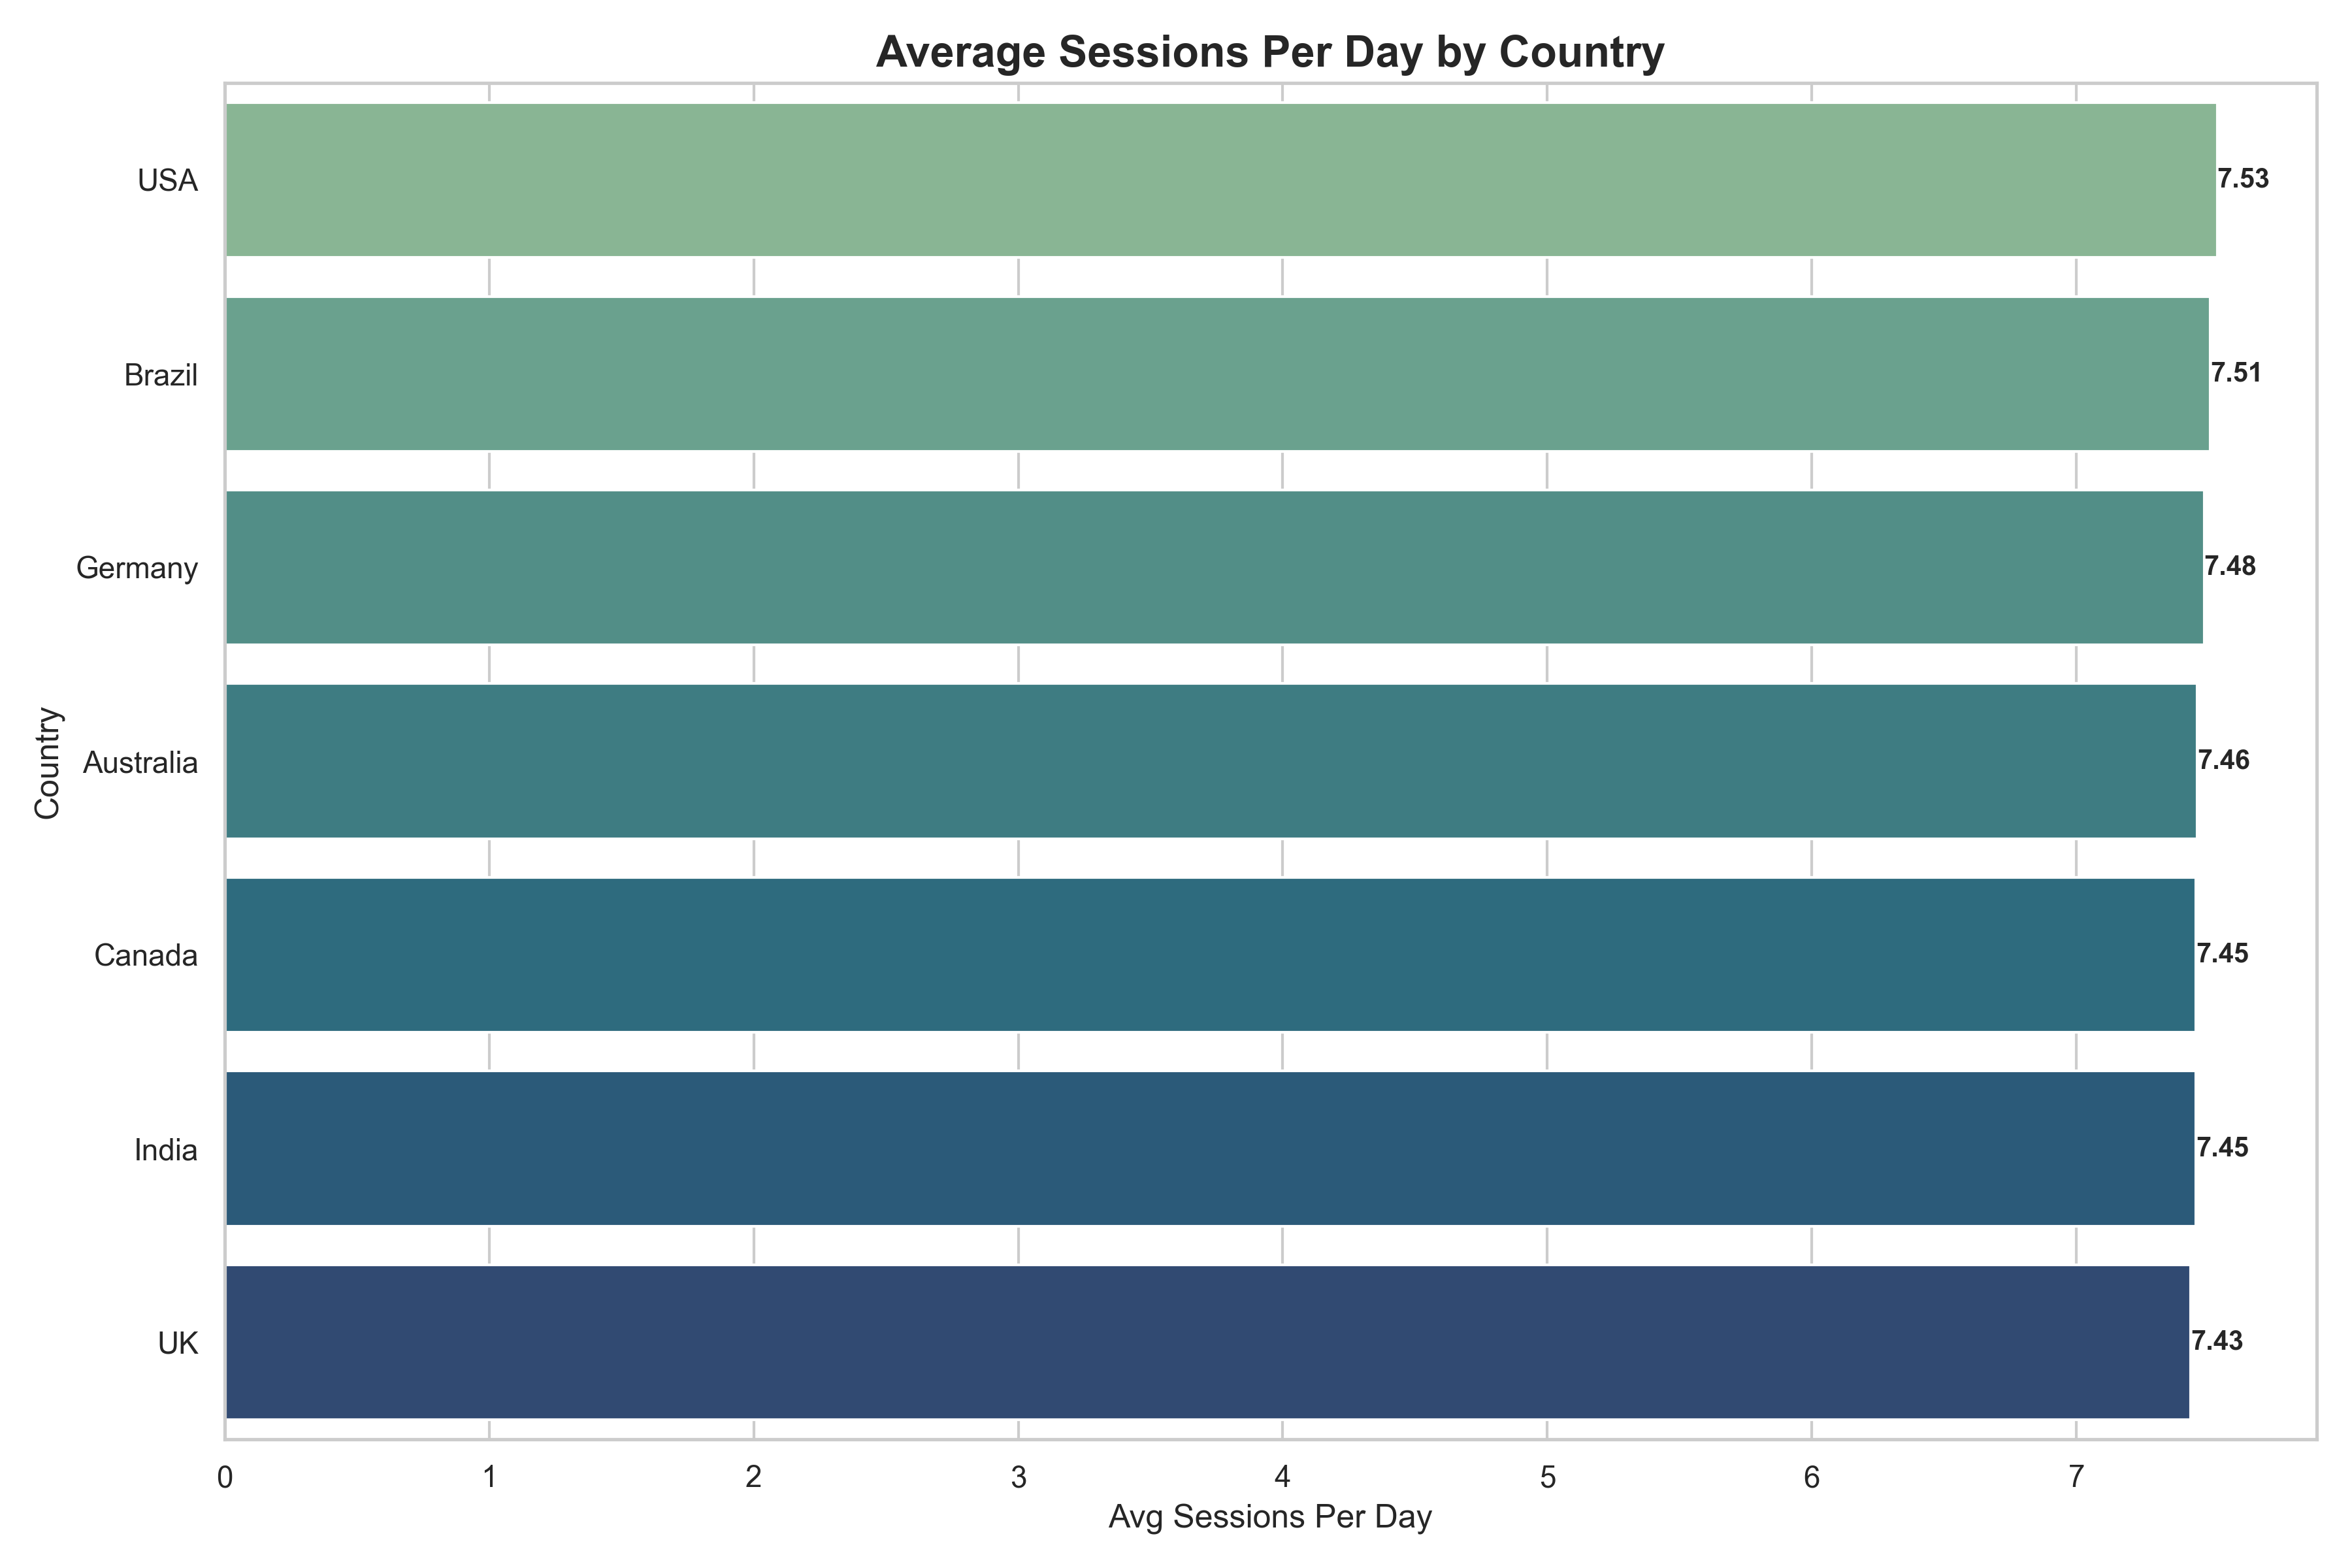 Average Sessions Per Day by Country
USA
7.53
Brazil
7.51
Germany
7.48
Australia
7.46
Canada
7.45
India
7.45
UK
7.43
Country
0 1 2 3 4 5 6 7
Avg Sessions Per Day